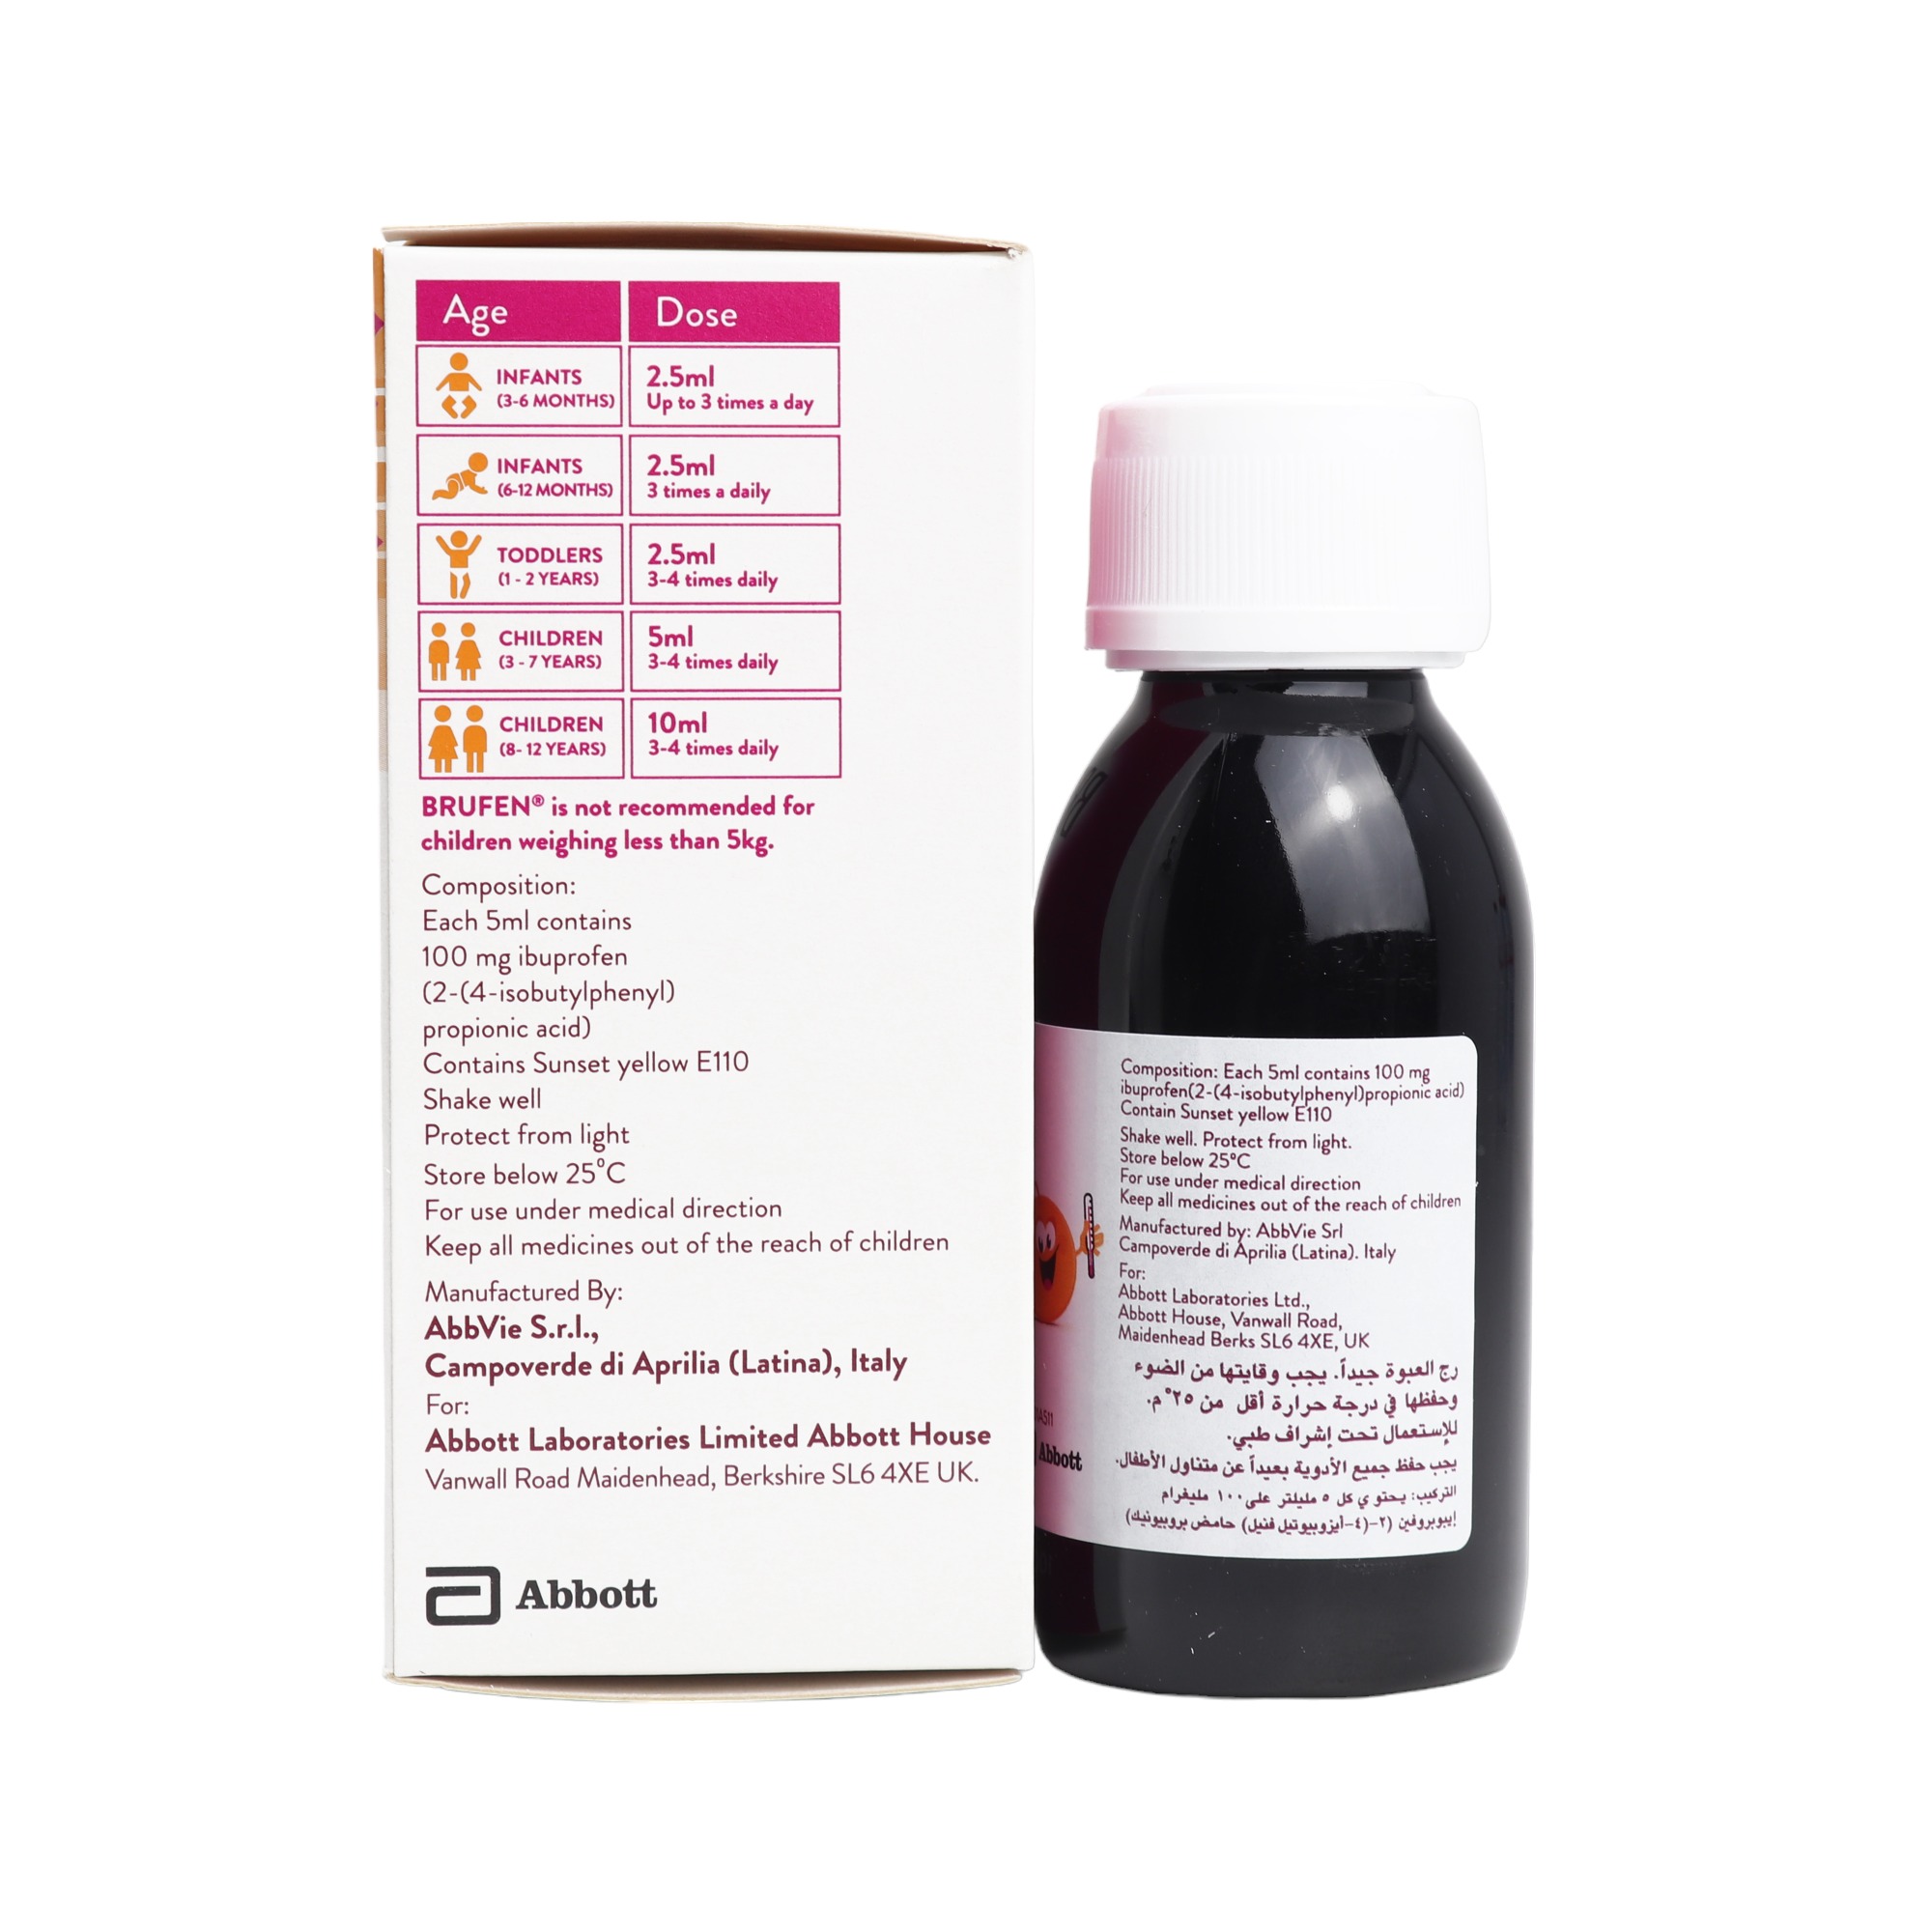 Age Dose
INFANTS 2.5ml
(3-6 MONTHS) Up to 3 times a day
INFANTS 2.5ml
(6-12 MONTHS) 3 times a daily
TODDLERS 2.5ml
(1 - 2 YEARS) 3-4 times daily
CHILDREN 5ml
(3 - 7 YEARS) 3-4 times daily
CHILDREN 10ml
(8- 12 YEARS) 3-4 times daily
BRUFEN® is not recommended for
children weighing less than 5kg.
Composition:
Each 5ml contains
100 mg ibuprofen
(2-(4-isobutylphenyl)
propionic acid)
Contains Sunset yellow E110
Shake well
Protect from light
Store below 25°C
For use under medical direction
Keep all medicines out of the reach of children
Manufactured By:
AbbVie S.r.l.,
Campoverde di Aprilia (Latina), Italy
For:
Abbott Laboratories Limited Abbott House
Vanwall Road Maidenhead, Berkshire SL6 4XE UK.
Abbott
Composition: Each 5ml contains 100 mg
ibuprofen(2-(4-isobutylphenyl)propionic acid)
Contain Sunset yellow E110
Shake well. Protect from light.
Store below 25°C
For use under medical direction
Keep all medicines out of the reach of children
Manufactured by: AbbVie Srl
Campoverde di Aprilia (Latina). Italy
For:
Abbott Laboratories Ltd.,
Abbott House, Vanwall Road,
Maidenhead Berks SL6 4XE, UK
رج العبوة جيداً. يجب وقايتها من الضوء
وحفظها في درجة حرارة أقل من ٢٥°م.
للإستعمال تحت إشراف طبي.
يجب حفظ جميع الأدوية بعيداً عن متناول الأطفال.
التركيب: يحتوي كل ٥ مليلتر على ١٠٠ مليغرام
إيبوبروفين (٢-(٤-أيزوبيوتيل فنيل) حامض بروبيونيك)
Abbott